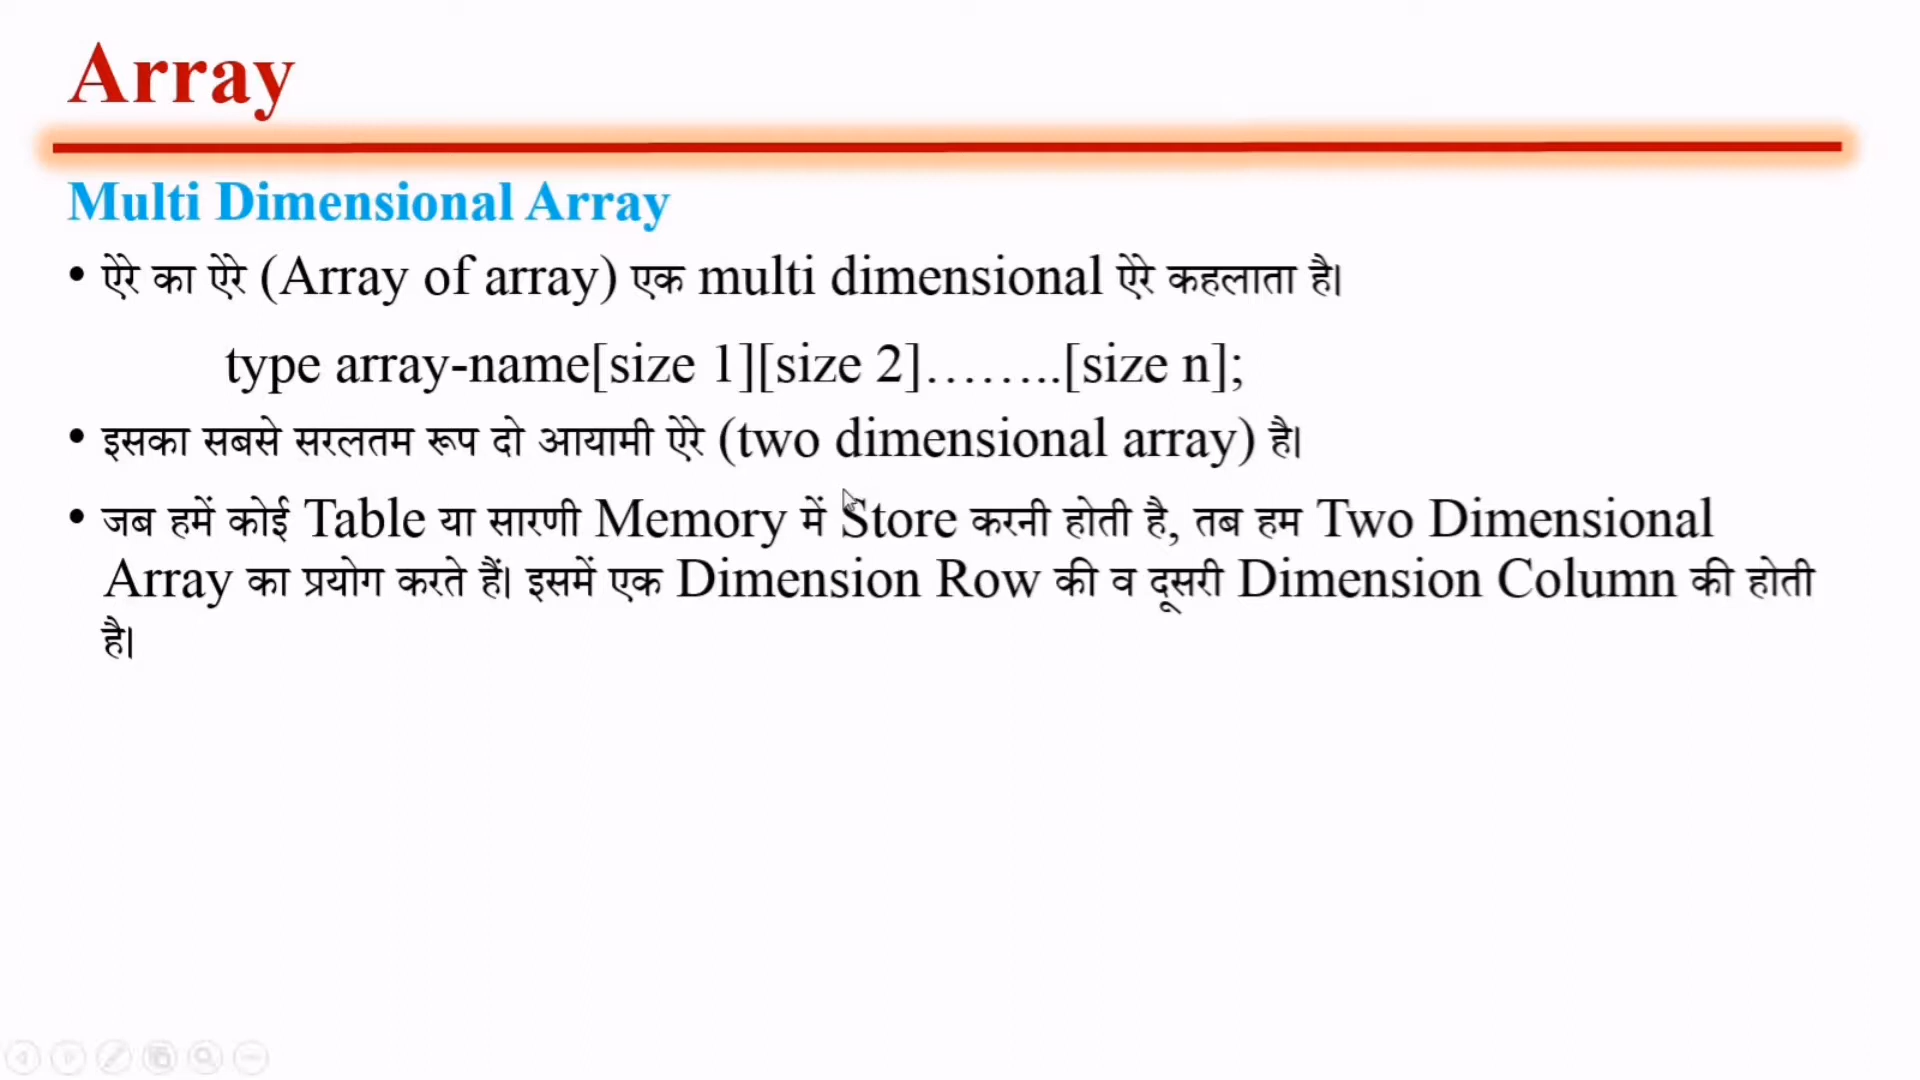 Array
Multi Dimensional Array
• ऐरे का ऐरे (Array of array) एक multi dimensional ऐरे कहलाता है।
type array-name[size 1][size 2]……..[size n];
• इसका सबसे सरलतम रूप दो आयामी ऐरे (two dimensional array) है।
• जब हमें कोई Table या सारणी Memory में Store करनी होती है, तब हम Two Dimensional
Array का प्रयोग करते हैं। इसमें एक Dimension Row की व दूसरी Dimension Column की होती
है।